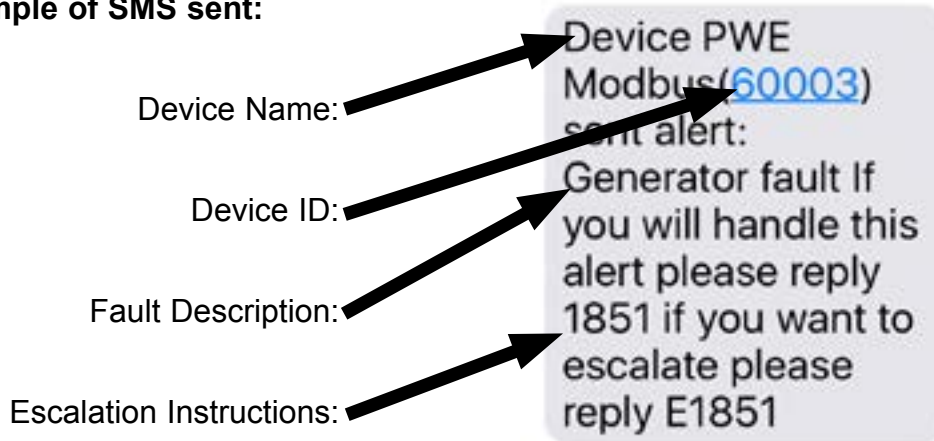 of SMS sent:
Device Name:
Device ID:
Fault Description:
Escalation Instructions:
Device PWE
Modbus(60003)
sent alert:
Generator fault If
you will handle this
alert please reply
1851 if you want to
escalate please
reply E1851